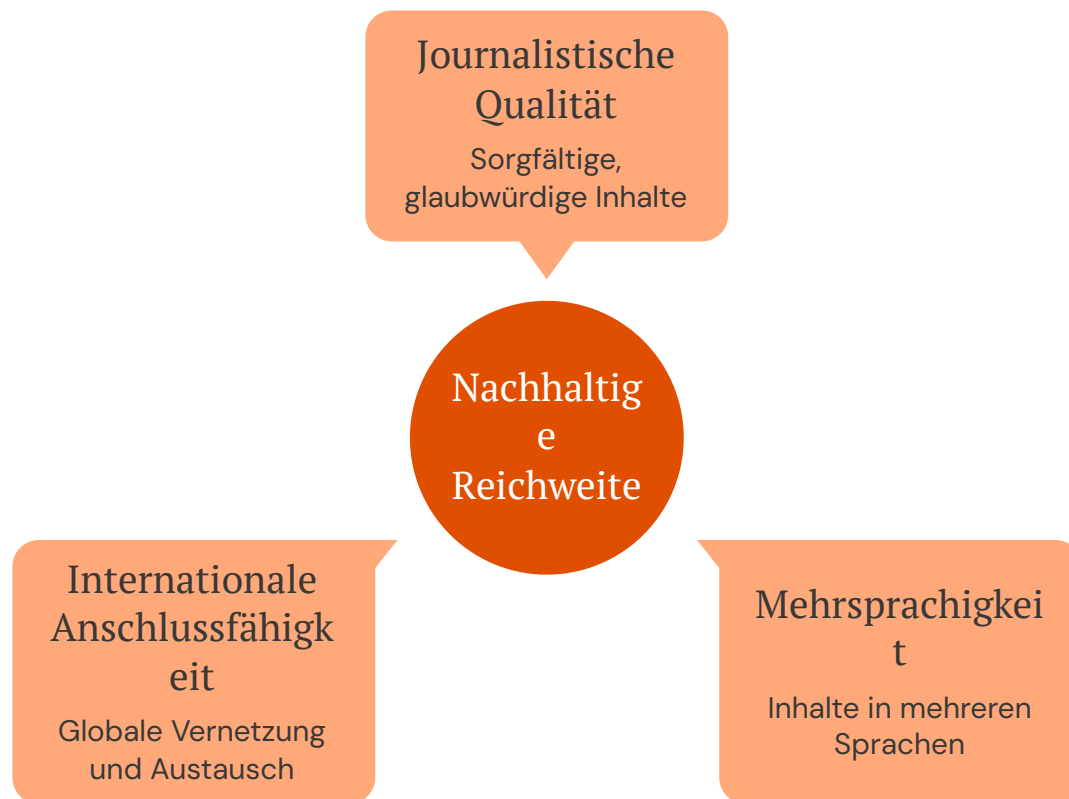 Journalistische
Qualität
Sorgfältige,
glaubwürdige Inhalte
Nachhaltig
e
Reichweite
Internationale
Anschlussfähigk
eit
Globale Vernetzung
und Austausch
Mehrsprachigkei
t
Inhalte in mehreren
Sprachen